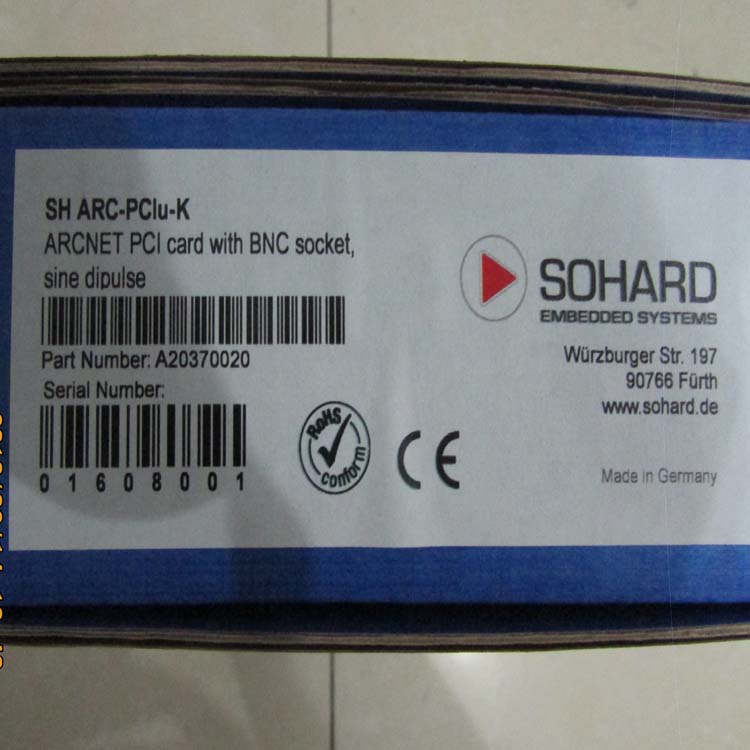 SH ARC-PCIu-K
ARCNET PCI card with BNC socket,
sine dipulse
Part Number: A20370020
Serial Number:
01608001
RoHS
conform
CE
SOHARD
EMBEDDED SYSTEMS
Würzburger Str. 197
90766 Fürth
www.sohard.de
Made in Germany